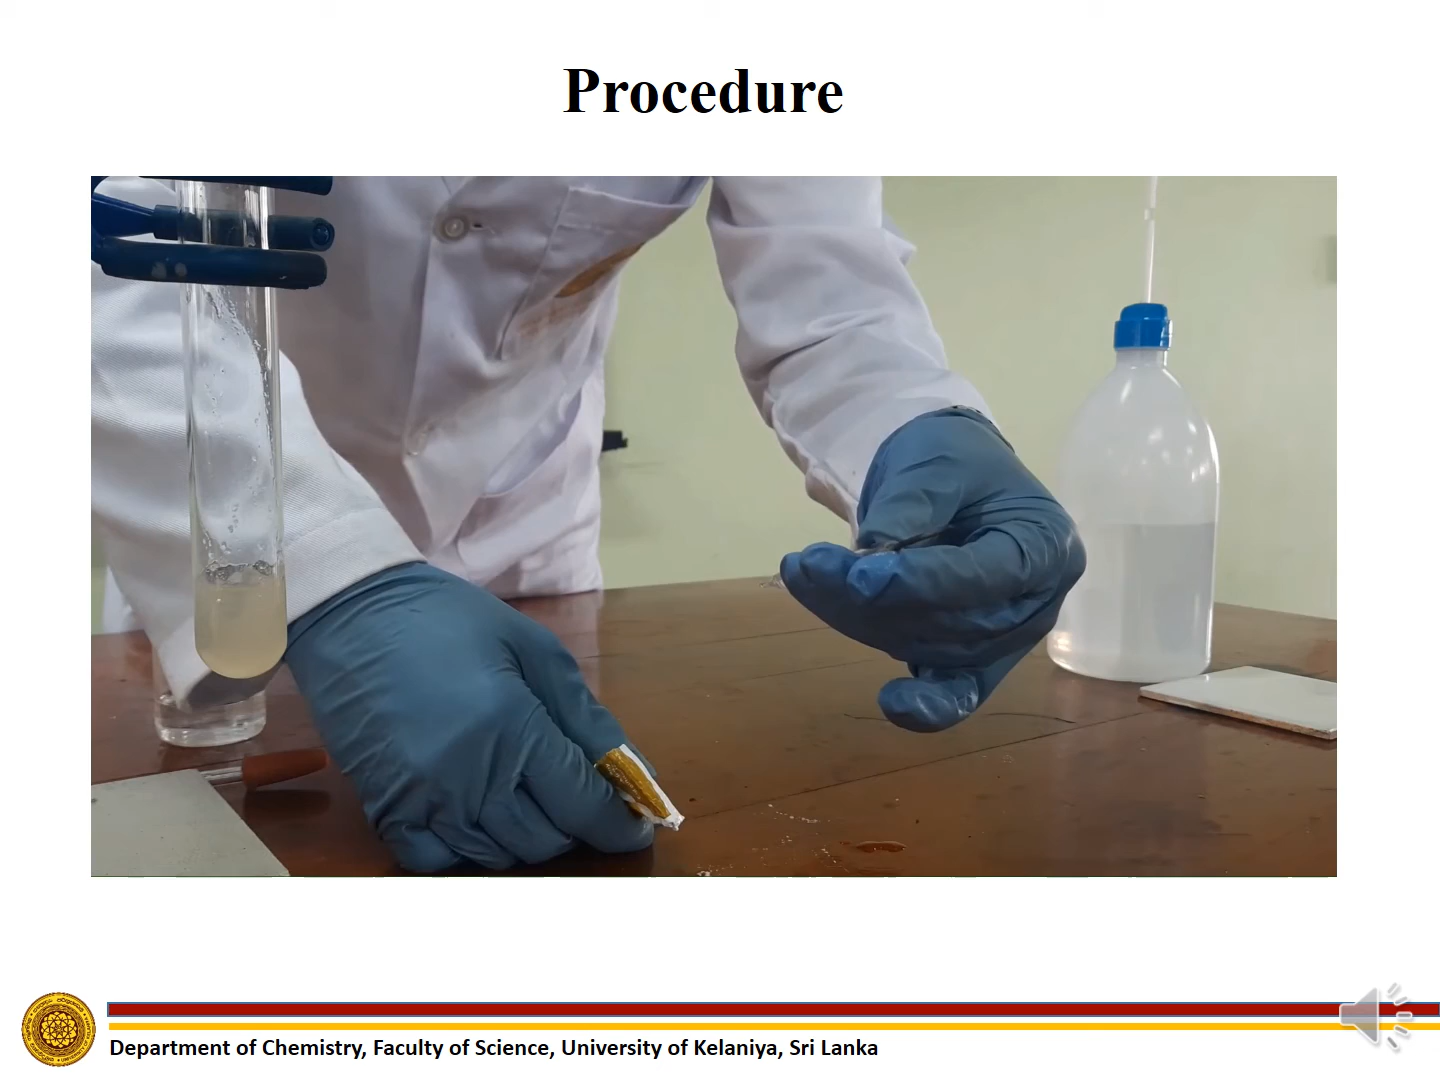 Procedure
Department of Chemistry, Faculty of Science, University of Kelaniya, Sri Lanka